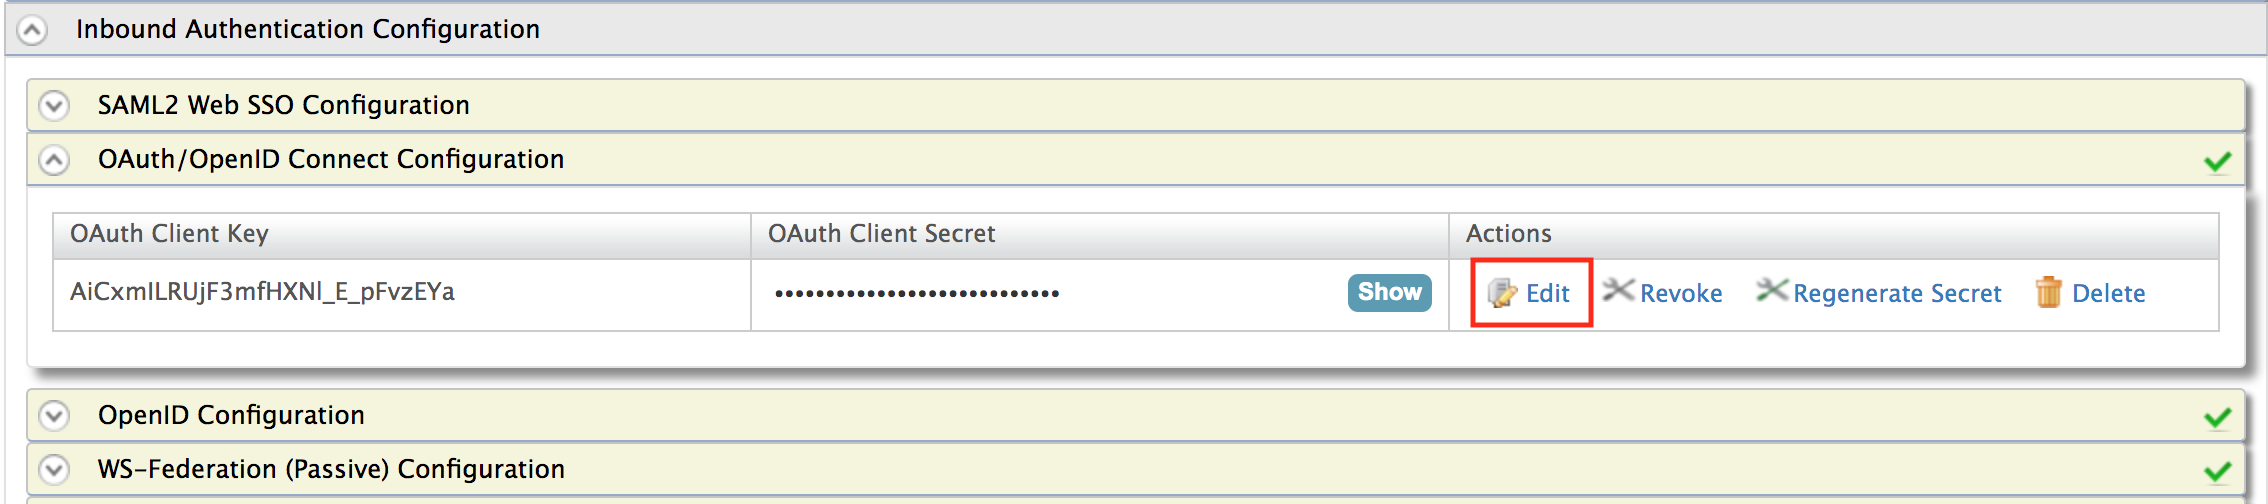 Inbound Authentication Configuration
SAML2 Web SSO Configuration
OAuth/OpenID Connect Configuration
OAuth Client Key OAuth Client Secret Actions
AiCxmILRUjF3mfHXNl_E_pFvzEYa •••••••••••••••••••••••••••• Show Edit Revoke Regenerate Secret Delete
OpenID Configuration
WS-Federation (Passive) Configuration